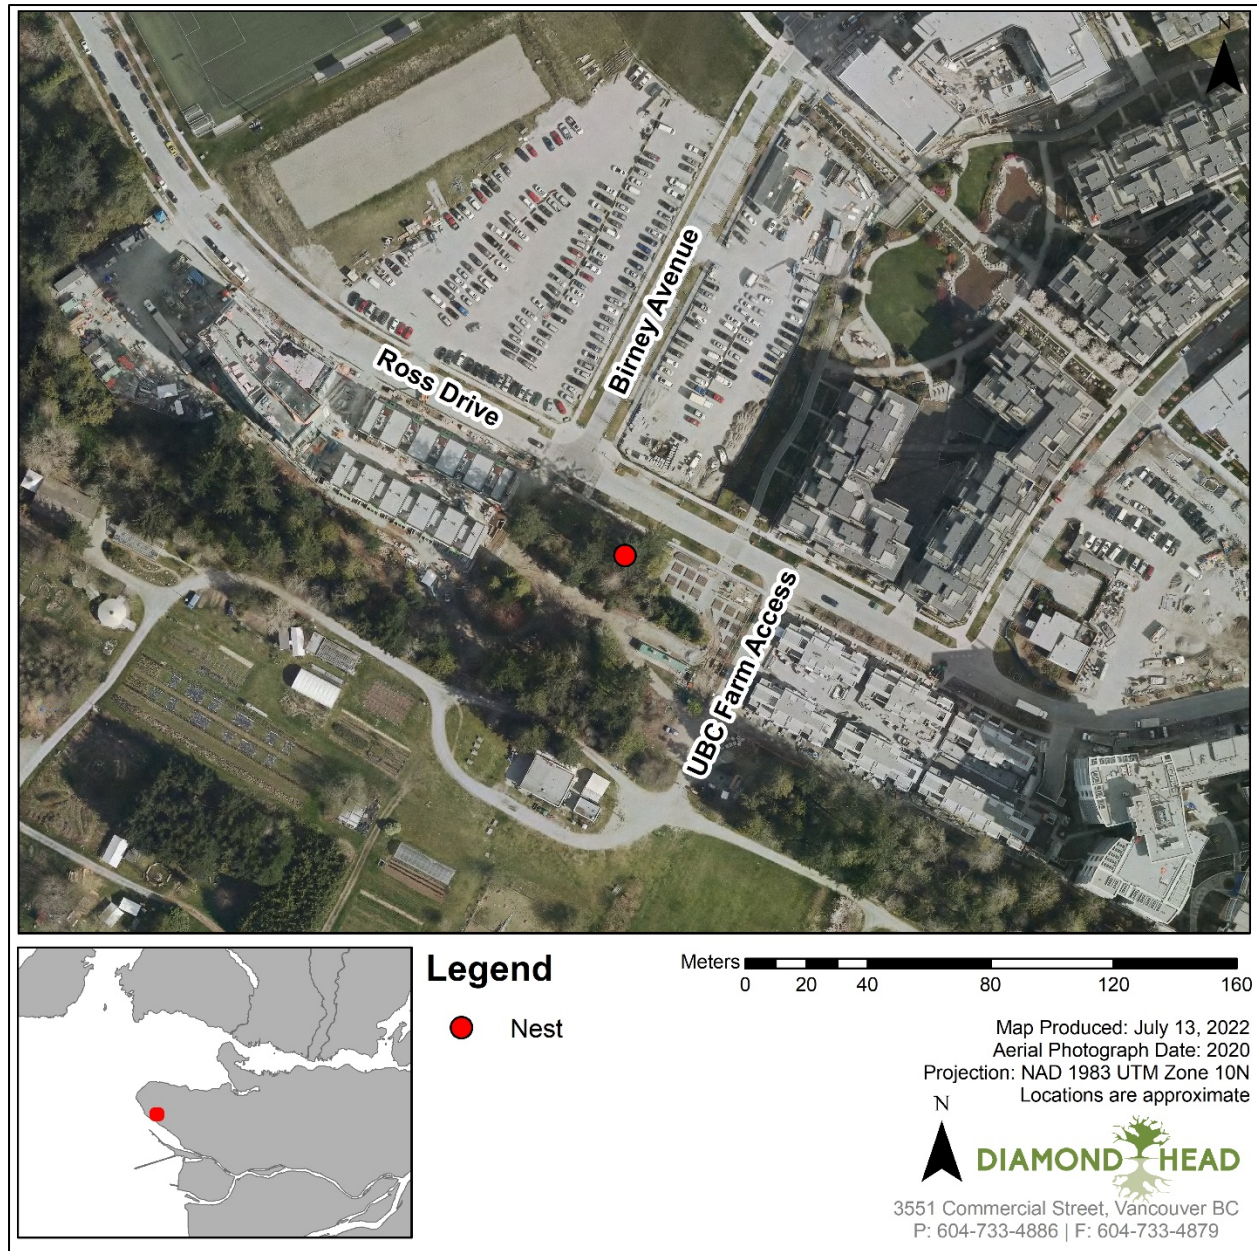 N
Birney Avenue
Ross Drive
UBC Farm Access
Legend
Nest
Meters
0 20 40 80 120 160
Map Produced: July 13, 2022
Aerial Photograph Date: 2020
Projection: NAD 1983 UTM Zone 10N
Locations are approximate
N
DIAMOND HEAD
3551 Commercial Street, Vancouver BC
P: 604-733-4886 | F: 604-733-4879